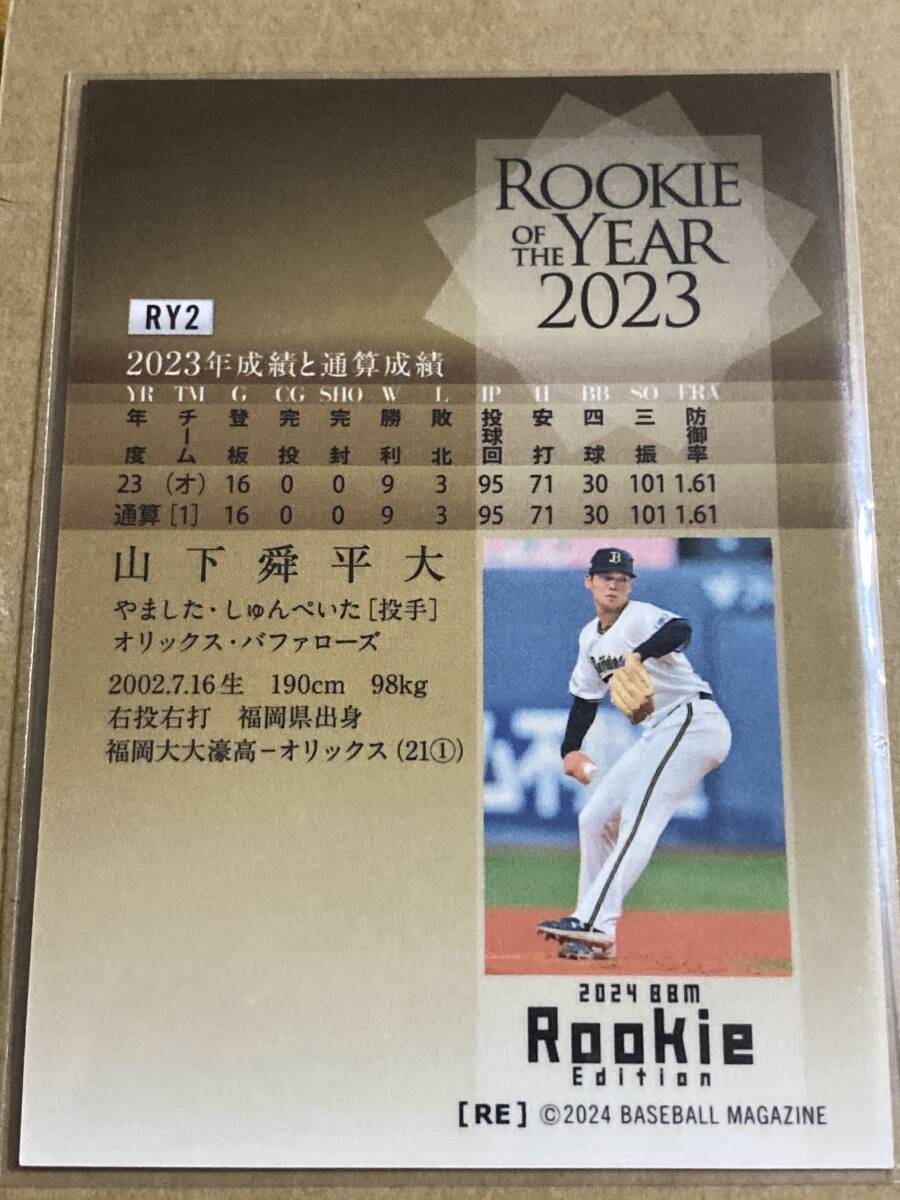 ROOKIE
OF THE YEAR
2023
RY2
2023年成績と通算成績
YR TM G CG SHO W L IP H BB SO ERA
年度 チーム 登板 完投 完封 勝利 敗北 投球回 安打 四球 三振 防御率
23 (オ) 16 0 0 9 3 95 71 30 101 1.61
通算 [1] 16 0 0 9 3 95 71 30 101 1.61
山下舜平大
やました・しゅんぺいた[投手]
オリックス・バファローズ
2002.7.16生 190cm 98kg
右投右打 福岡県出身
福岡大大濠高−オリックス(21①)
B
2024 BBM
Rookie
Edition
[RE] ©2024 BASEBALL MAGAZINE